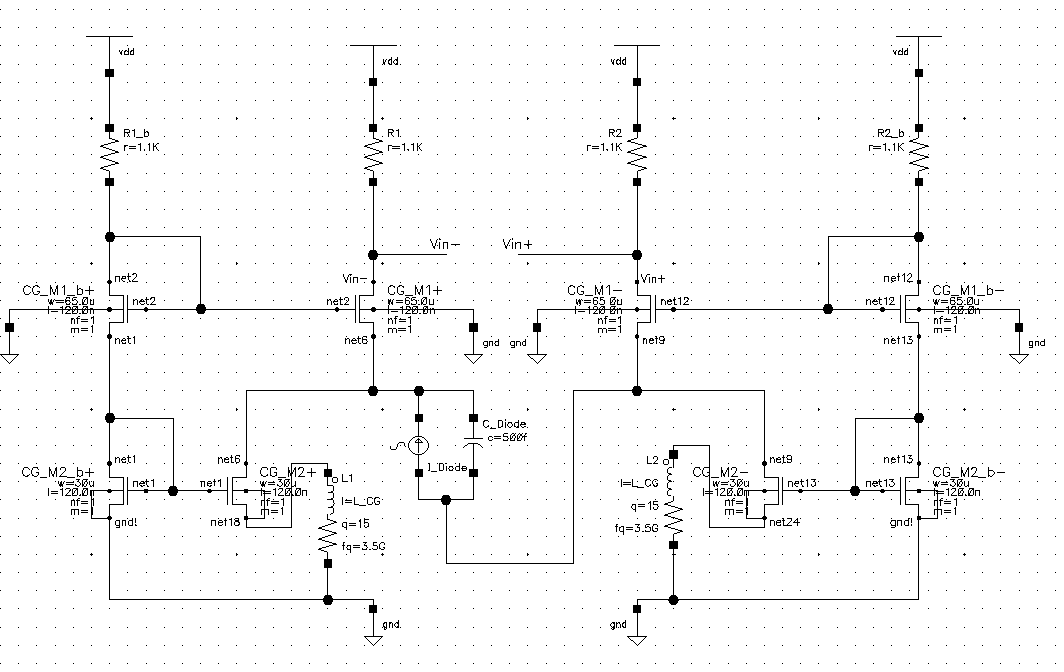 vdd
vdd
vdd
vdd
R1_b
r=1.1K
R1
r=1.1K
R2
r=1.1K
R2_b
r=1.1K
Vin-
Vin+
net2
CG_M1_b+
w=65.0u
l=120.0n
nf=1
m=1
net2
net1
Vin-
net2
CG_M1+
w=65.0u
l=120.0n
nf=1
m=1
net6
gnd
Vin+
CG_M1-
w=65.0u
l=120.0n
nf=1
m=1
net12
net9
gnd
net12
net12
CG_M1_b-
w=65.0u
l=120.0n
nf=1
m=1
net13
gnd
C_Diode
c=500f
I_Diode
net1
CG_M2_b+
w=30u
l=120.0n
nf=1
m=1
net1
gnd!
net6
net1
CG_M2+
w=30u
l=120.0n
nf=1
m=1
net18
L1
l=L_CG
q=15
fq=3.5G
L2
l=L_CG
q=15
fq=3.5G
net9
CG_M2-
w=30u
l=120.0n
nf=1
m=1
net13
net24
net13
net13
CG_M2_b-
w=30u
l=120.0n
nf=1
m=1
gnd!
gnd
gnd